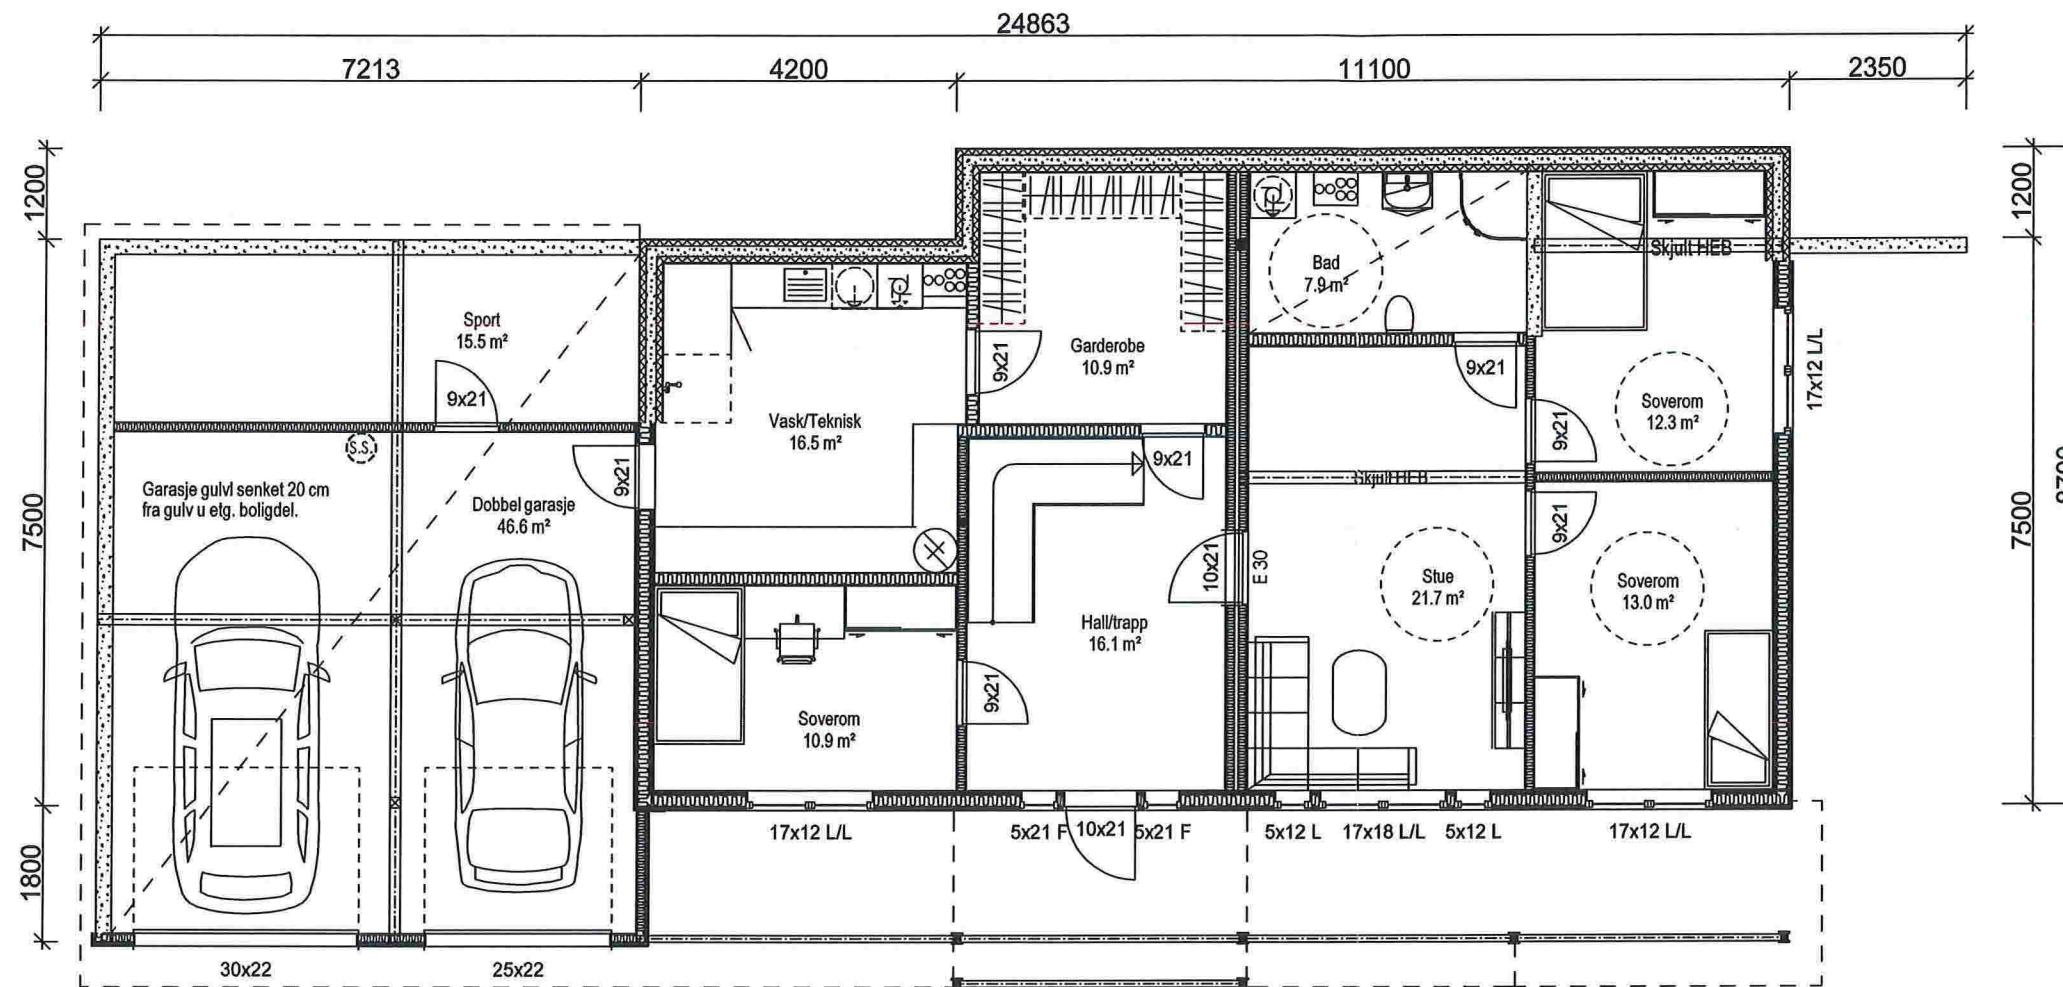 24863
7213
4200
11100
2350
1200
7500
1800
1200
7500
Sport
15.5 m²
9x21
S.S.
Garasje gulvl senket 20 cm
fra gulv u etg. boligdel.
Dobbel garasje
46.6 m²
9x21
Vask/Teknisk
16.5 m²
9x21
Garderobe
10.9 m²
9x21
Bad
7.9 m²
9x21
Skjult HEB
Soverom
12.3 m²
9x21
17x12 L/L
Skjult HEB
Stue
21.7 m²
9x21
Soverom
13.0 m²
10x21
E 30
Hall/trapp
16.1 m²
9x21
Soverom
10.9 m²
17x12 L/L
5x21 F
10x21
5x21 F
5x12 L
17x18 L/L
5x12 L
17x12 L/L
30x22
25x22